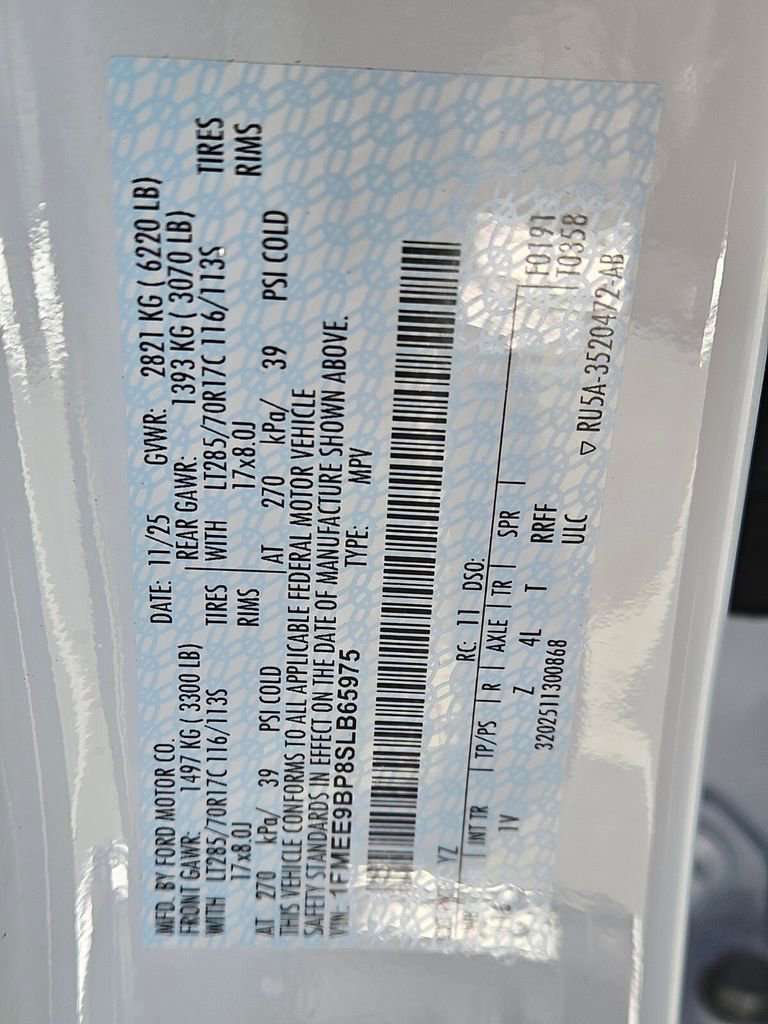 MFD. BY FORD MOTOR CO. DATE: 11/25 GVWR: 2821 KG ( 6220 LB)
FRONT GAWR: 1497 KG ( 3300 LB) REAR GAWR: 1393 KG ( 3070 LB)
WITH LT285/70R17C 116/113S TIRES WITH LT285/70R17C 116/113S TIRES
17x8.0J RIMS 17x8.0J RIMS
AT 270 kPa/ 39 PSI COLD AT 270 kPa/ 39 PSI COLD
THIS VEHICLE CONFORMS TO ALL APPLICABLE FEDERAL MOTOR VEHICLE
SAFETY STANDARDS IN EFFECT ON THE DATE OF MANUFACTURE SHOWN ABOVE.
VIN: 1FMEE9BP8SLB65975 TYPE: MPV
YZ RC: 11 DSO:
INT TR TP/PS R AXLE TR SPR F0191
1V Z 4L T RRFF T0358
320251T300868 ULC ▽ RU5A-3520472-AB